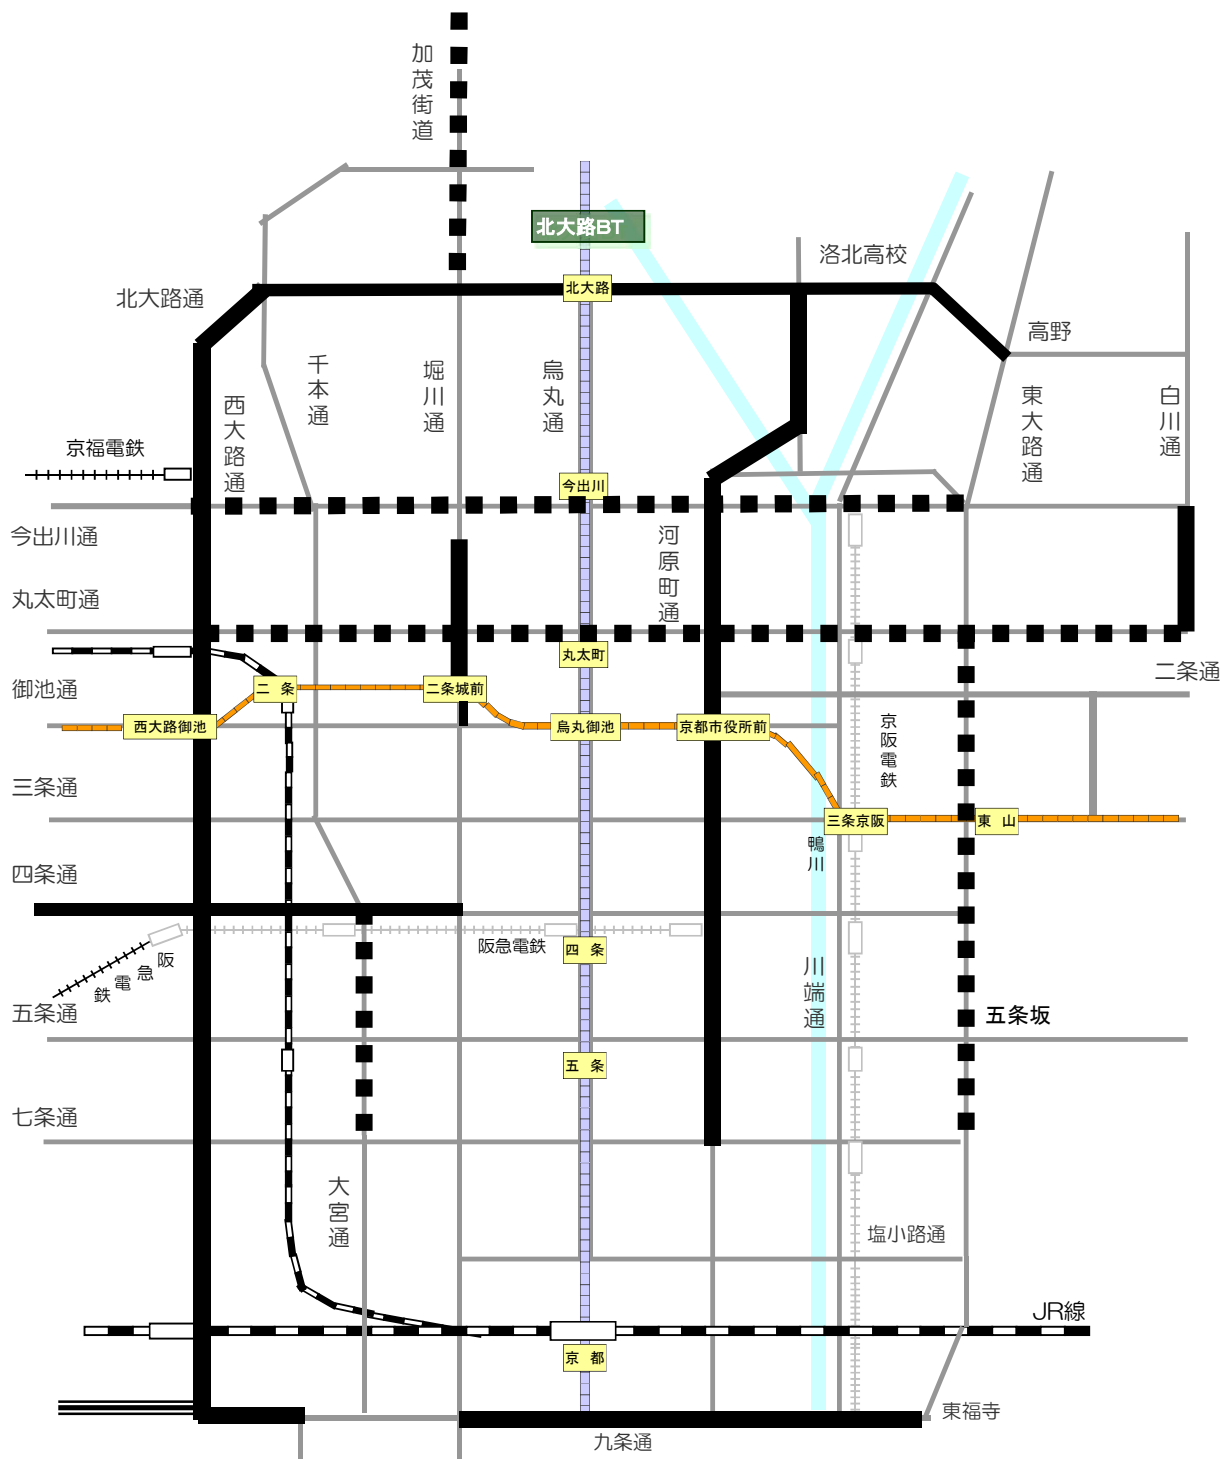 加茂街道
北大路BT
洛北高校
北大路通
北大路
高野
千本通
堀川通
烏丸通
西大路通
東大路通
白川通
京福電鉄
今出川
今出川通
河原町通
丸太町通
丸太町
二条通
御池通
二 条
二条城前
西大路御池
烏丸御池
京都市役所前
京阪電鉄
三条通
三条京阪
東 山
鴨川
四条通
阪急電鉄
阪急電鉄
四 条
川端通
五条通
五条坂
五 条
七条通
大宮通
塩小路通
JR線
京 都
東福寺
九条通